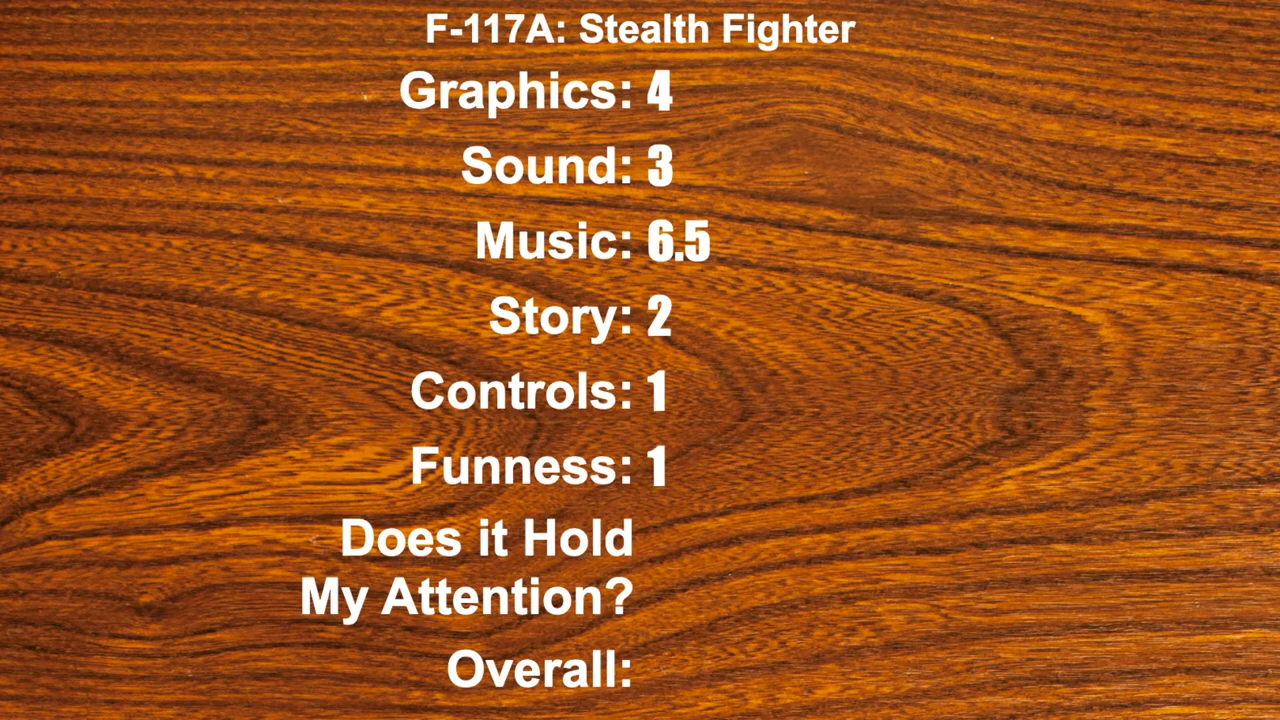 F-117A: Stealth Fighter
Graphics: 4
Sound: 3
Music: 6.5
Story: 2
Controls: 1
Funness: 1
Does it Hold
My Attention?
Overall: